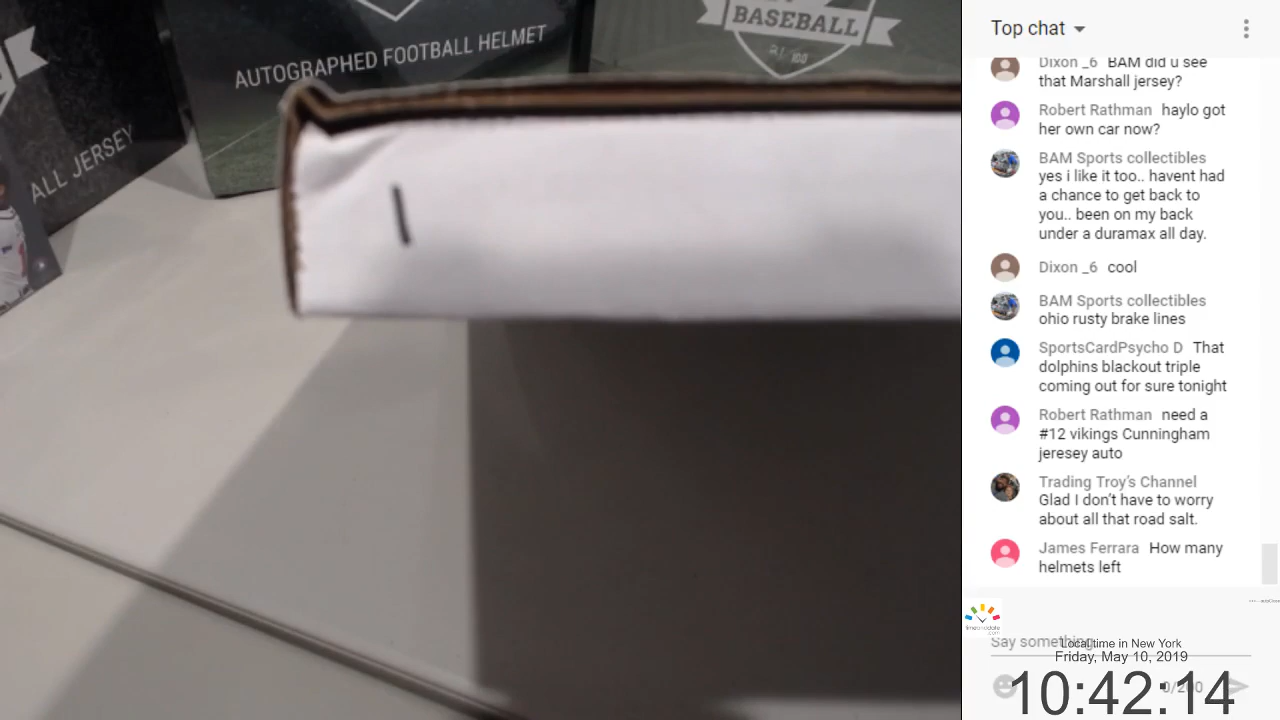 AUTOGRAPHED FOOTBALL HELMET
BASEBALL
ALL JERSEY
Top chat
Dixon _6 BAM did u see
that Marshall jersey?
Robert Rathman haylo got
her own car now?
BAM Sports collectibles
yes i like it too.. havent had
a chance to get back to
you.. been on my back
under a duramax all day.
Dixon _6 cool
BAM Sports collectibles
ohio rusty brake lines
SportsCardPsycho D That
dolphins blackout triple
coming out for sure tonight
Robert Rathman need a
#12 vikings Cunningham
jeresey auto
Trading Troy's Channel
Glad I don't have to worry
about all that road salt.
James Ferrara How many
helmets left
Say something...
Local time in New York
Friday, May 10, 2019
0/200
10:42:14